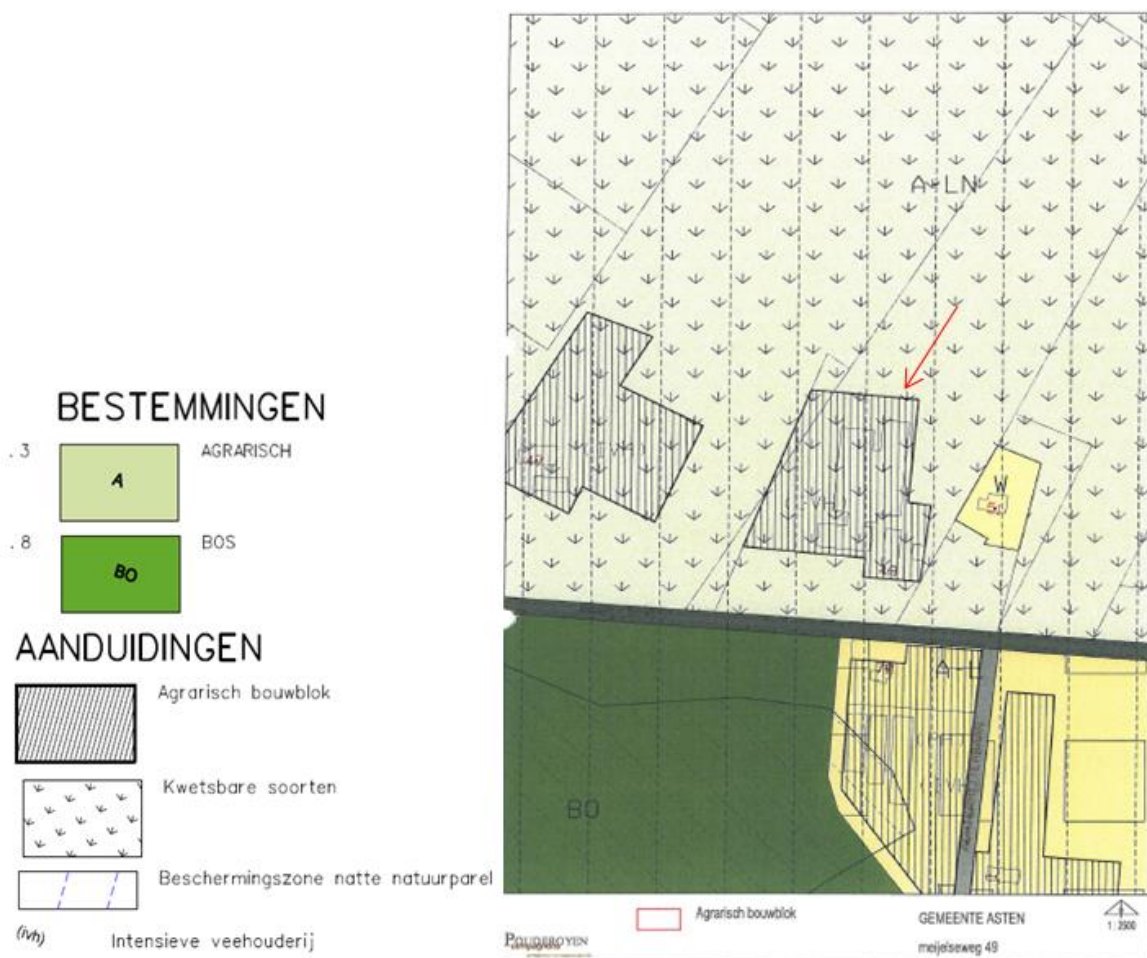 BESTEMMINGEN
.3 A AGRARISCH
.8 BO BOS
AANDUIDINGEN
Agrarisch bouwblok
Kwetsbare soorten
Beschermingszone natte natuurparel
(ivh) Intensieve veehouderij
A-LN
W
BO
Agrarisch bouwblok
POUDEROYEN
GEMEENTE ASTEN
meijelseweg 49
1:2500